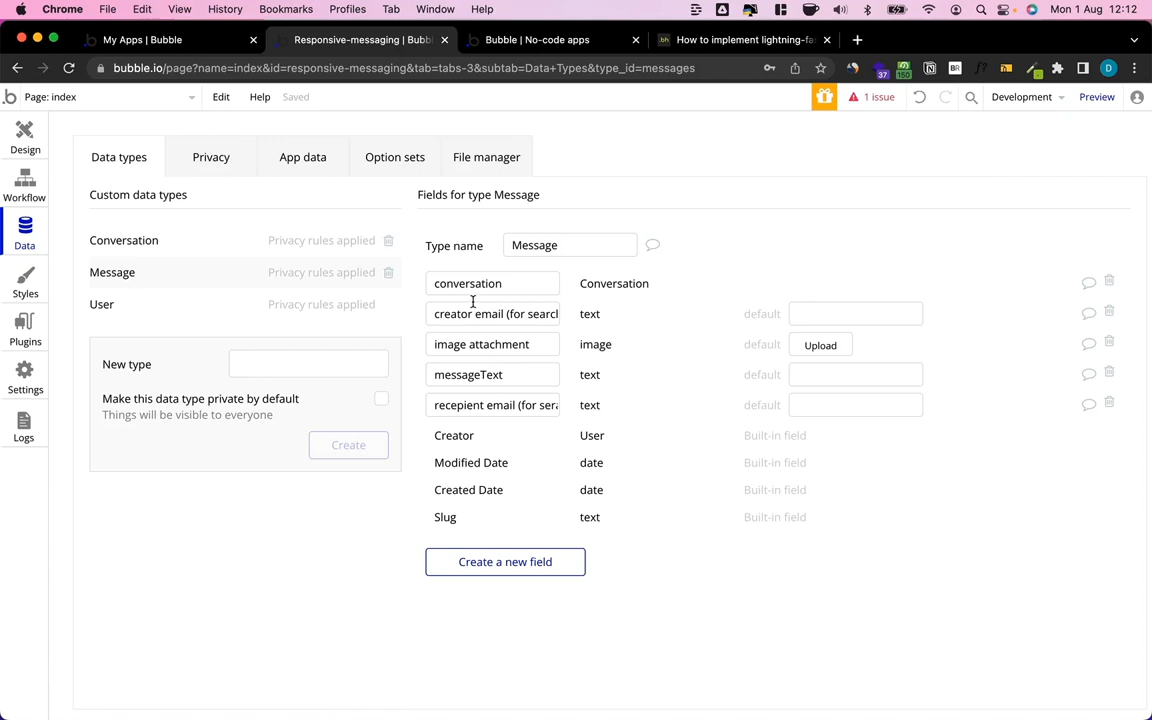 Chrome File Edit View History Bookmarks Profiles Tab Window Help Mon 1 Aug 12:12
My Apps | Bubble Responsive-messaging | Bubbl Bubble | No-code apps .bh How to implement lightning-fa
bubble.io/page?name=index&id=responsive-messaging&tab=tabs-3&subtab=Data+Types&type_id=messages 37 150 BR D
Page: index Edit Help Saved 1 issue Development Preview
Design
Workflow
Data
Styles
Plugins
Settings
Logs
Data types Privacy App data Option sets File manager
Custom data types
Conversation Privacy rules applied
Message Privacy rules applied
User Privacy rules applied
New type
Make this data type private by default
Things will be visible to everyone
Create
Fields for type Message
Type name Message
conversation Conversation
creator email (for searcl text default
image attachment image default Upload
messageText text default
recepient email (for sera text default
Creator User Built-in field
Modified Date date Built-in field
Created Date date Built-in field
Slug text Built-in field
Create a new field